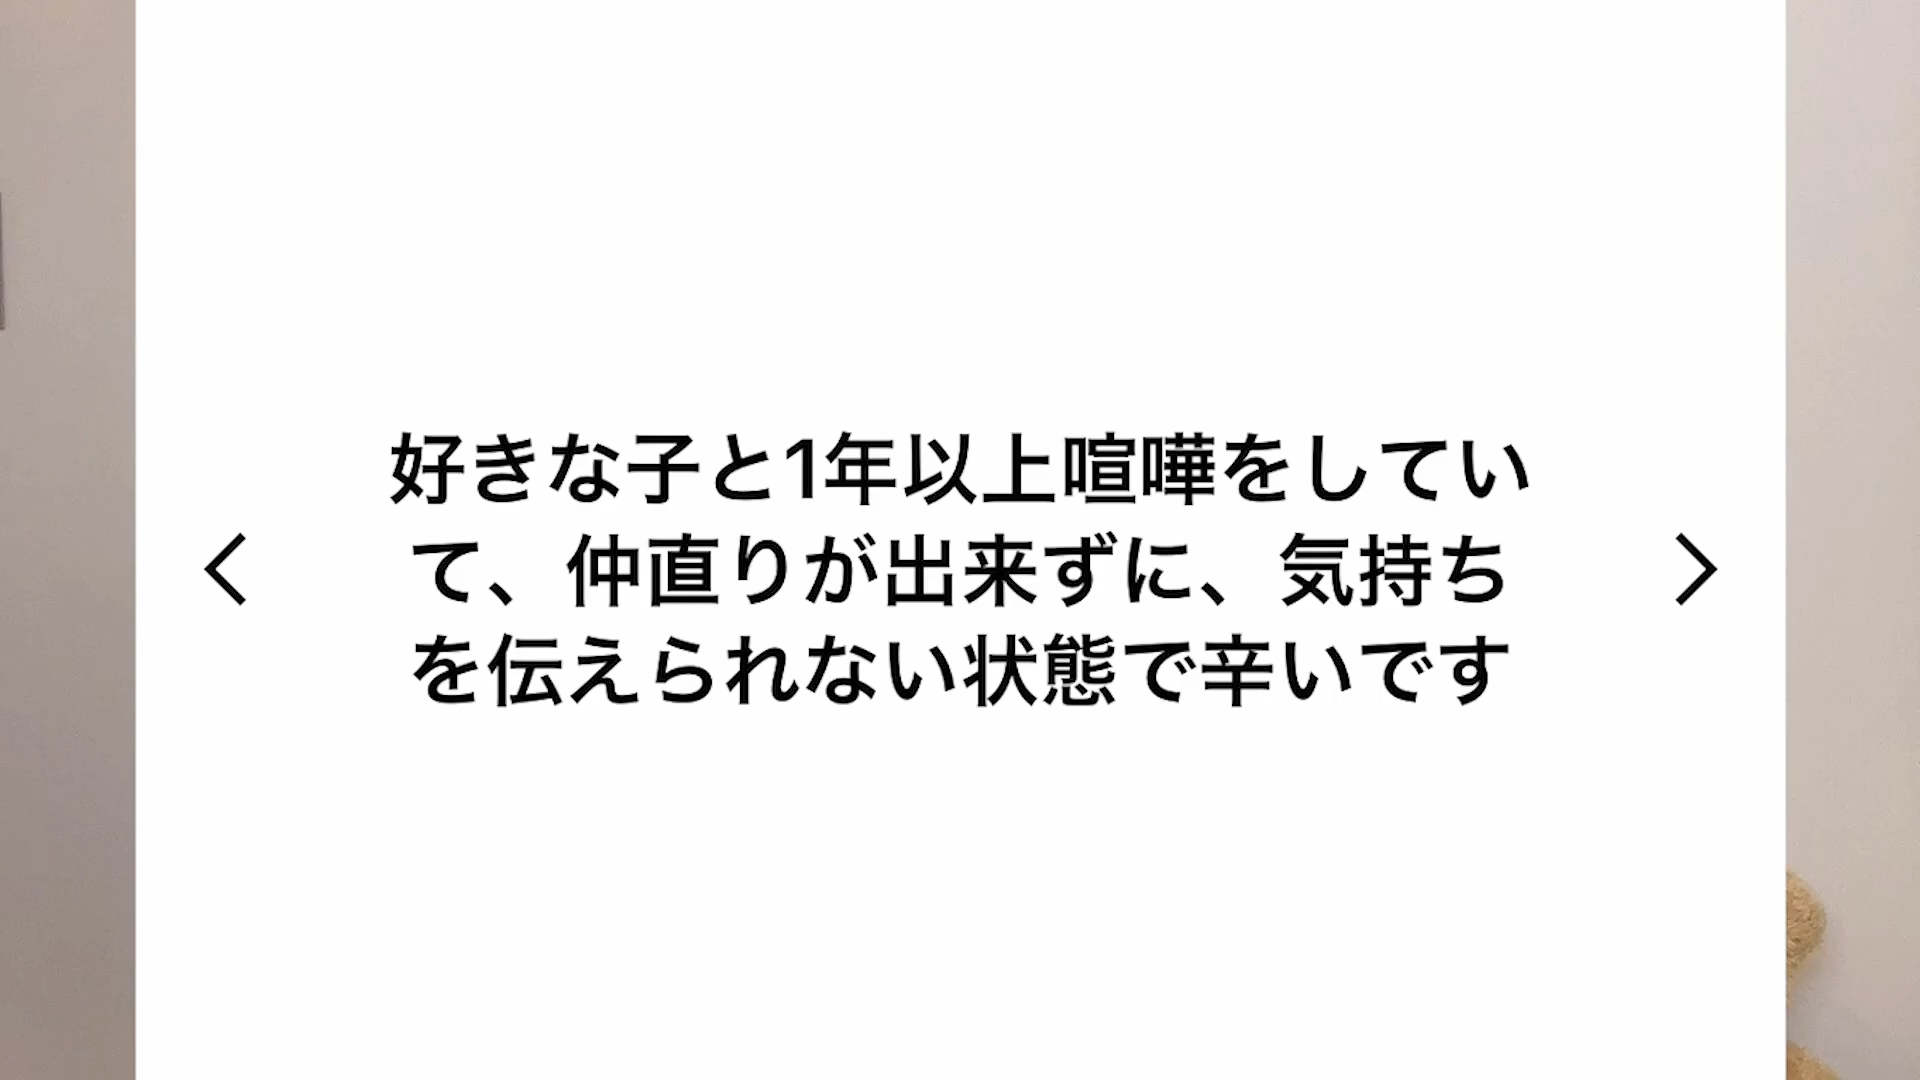 好きな子と1年以上喧嘩をしてい
て、仲直りが出来ずに、気持ち
を伝えられない状態で辛いです